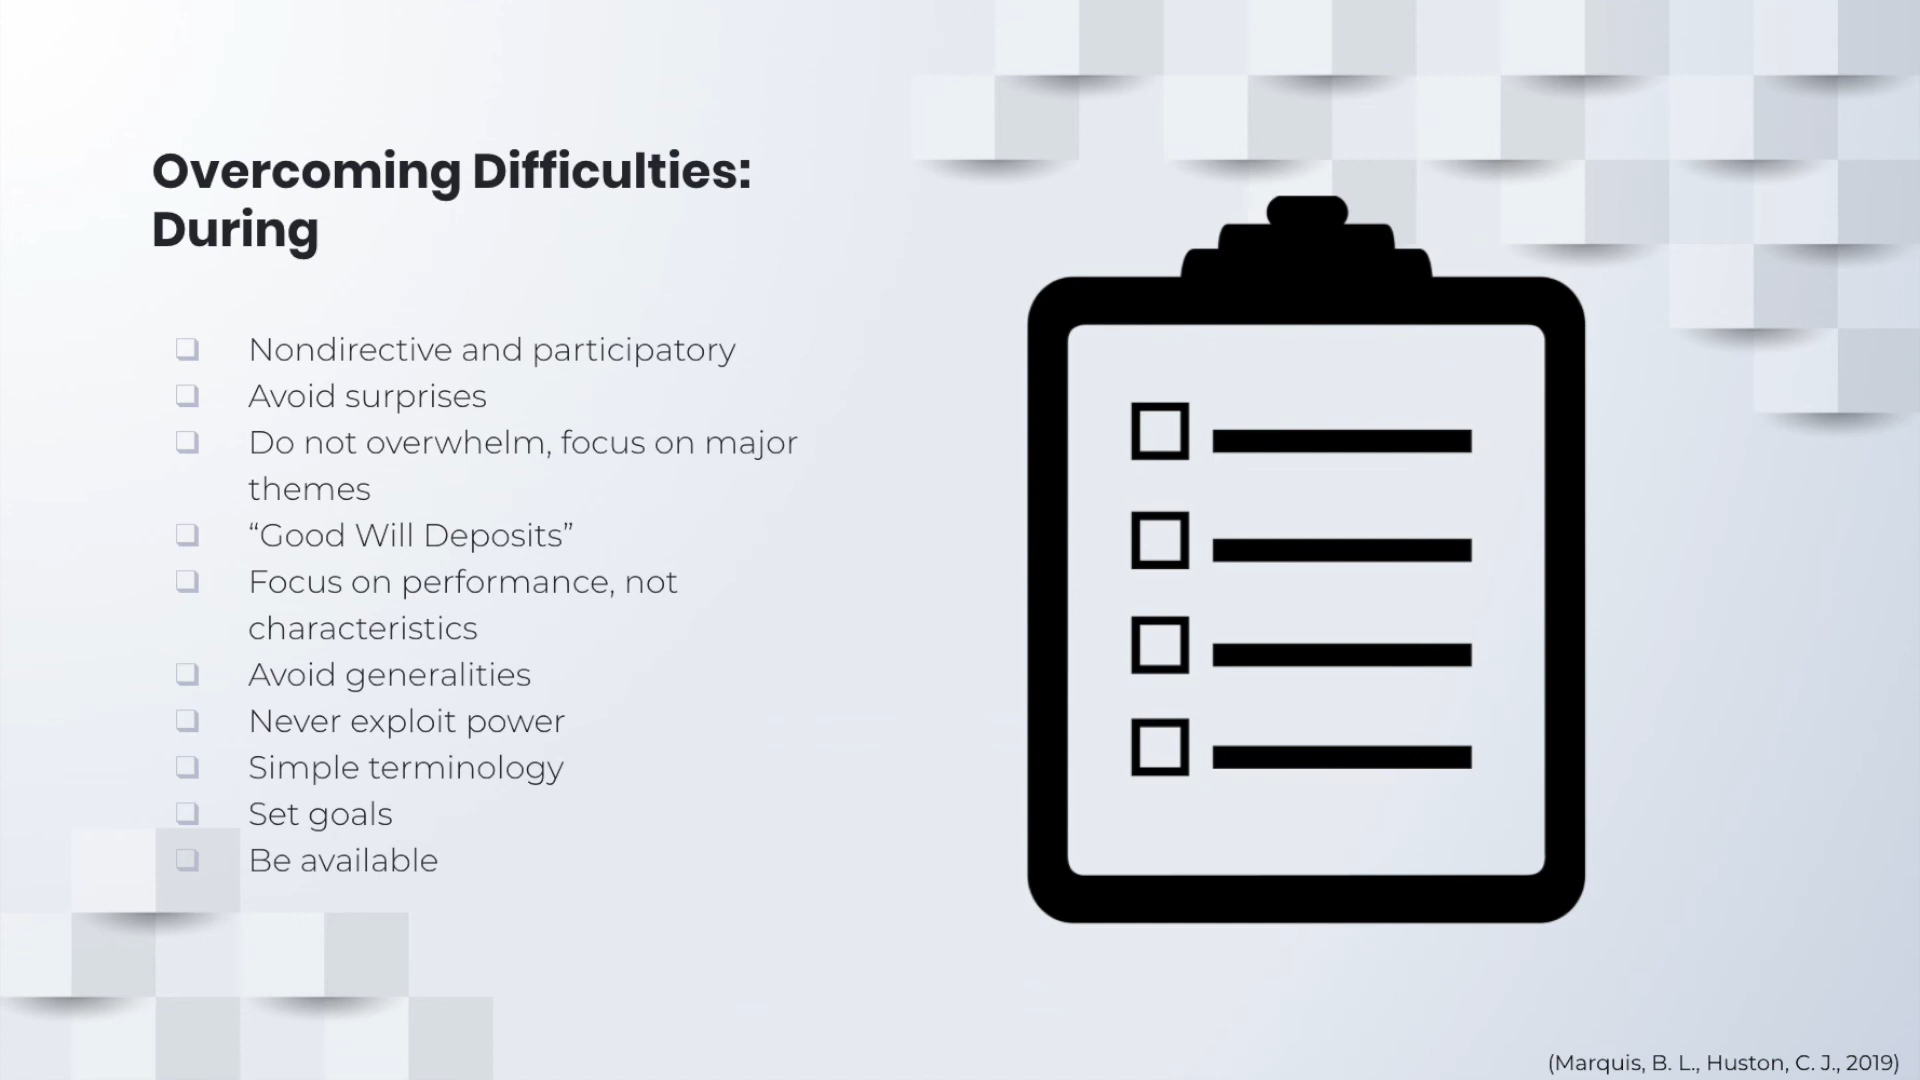 Overcoming Difficulties:
During
❑ Nondirective and participatory
❑ Avoid surprises
❑ Do not overwhelm, focus on major
themes
❑ “Good Will Deposits”
❑ Focus on performance, not
characteristics
❑ Avoid generalities
❑ Never exploit power
❑ Simple terminology
❑ Set goals
❑ Be available
(Marquis, B. L., Huston, C. J., 2019)